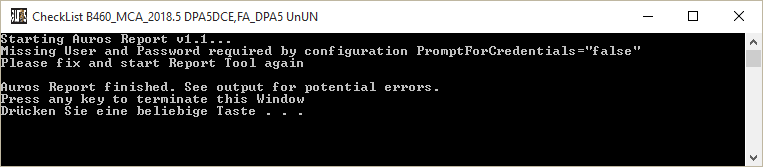 CheckList B460_MCA_2018.5 DPA5DCE,FA_DPA5 UnUN
Starting Auros Report v1.1...
Missing User and Password required by configuration PromptForCredentials="false"
Please fix and start Report Tool again
Auros Report finished. See output for potential errors.
Press any key to terminate this Window
Drücken Sie eine beliebige Taste . . .